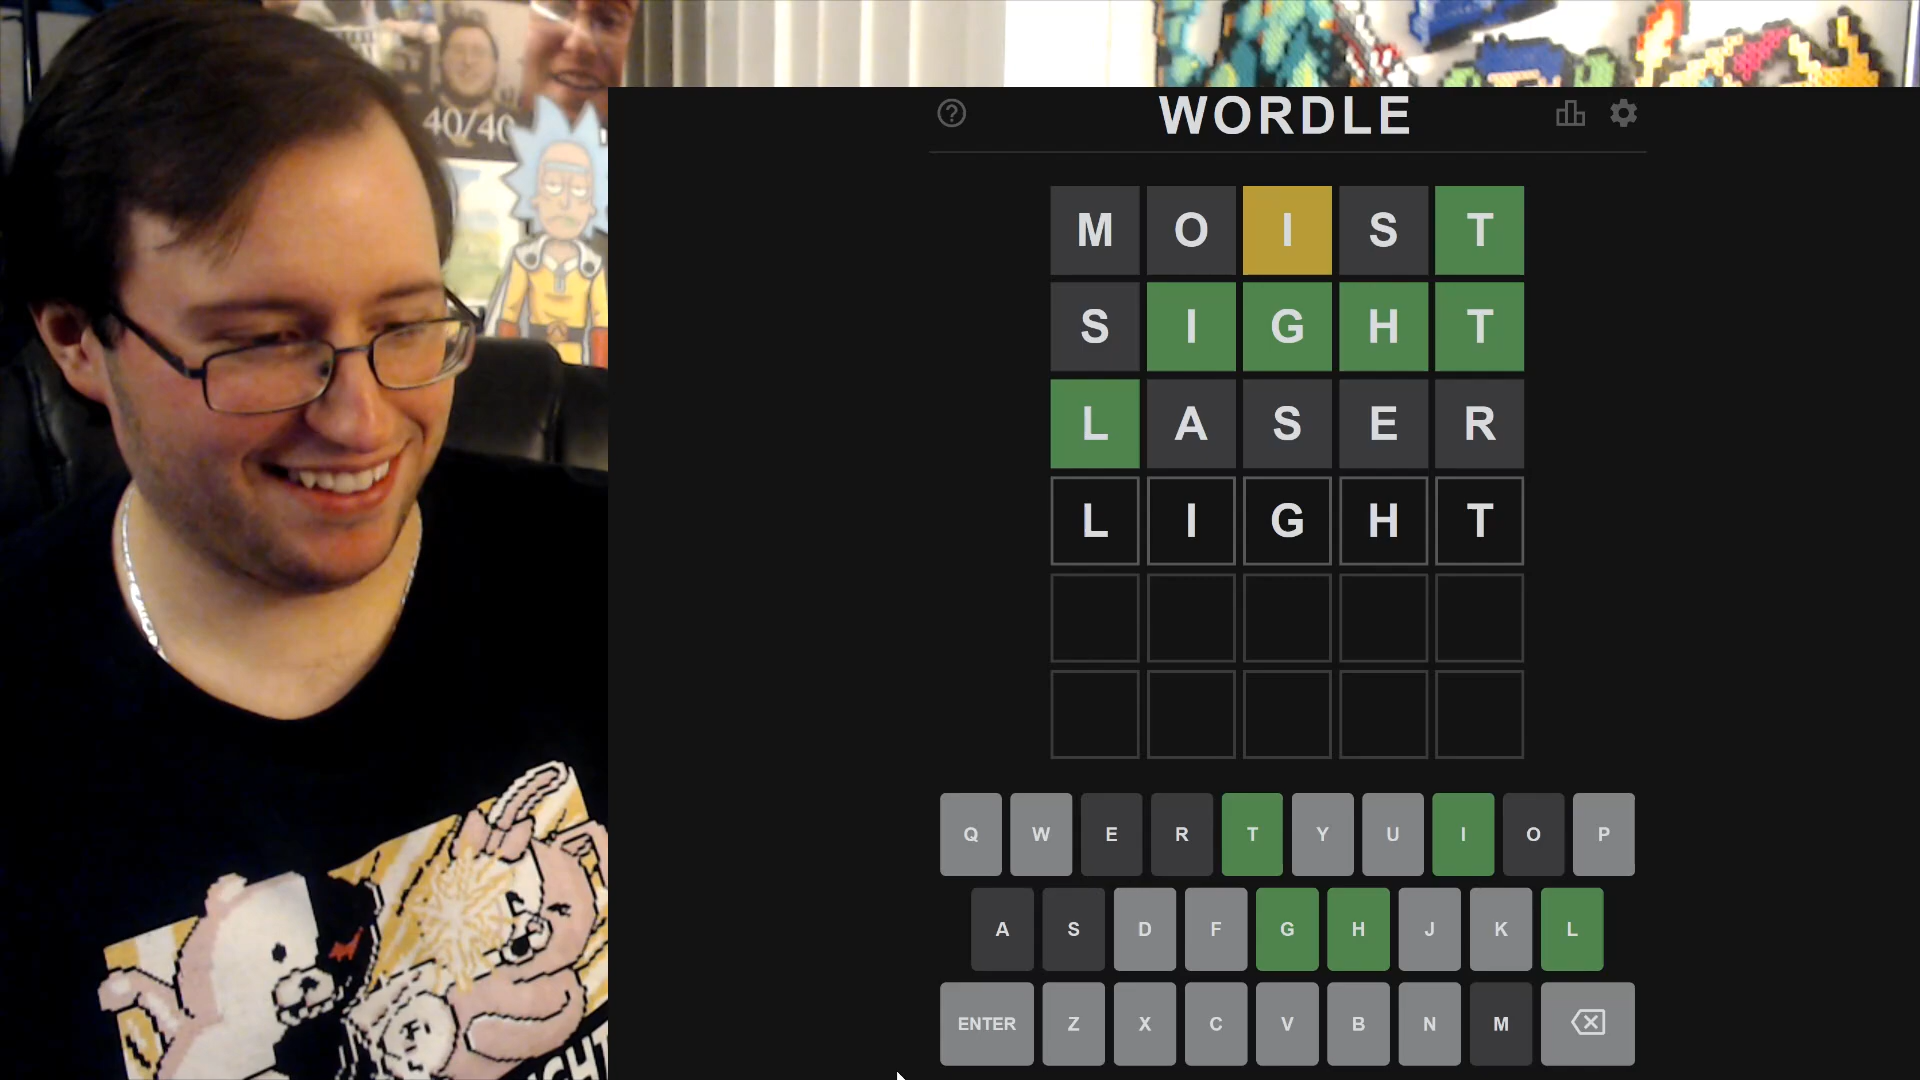 40/40
WORDLE
M O I S T
S I G H T
L A S E R
L I G H T
Q W E R T Y U I O P
A S D F G H J K L
ENTER Z X C V B N M